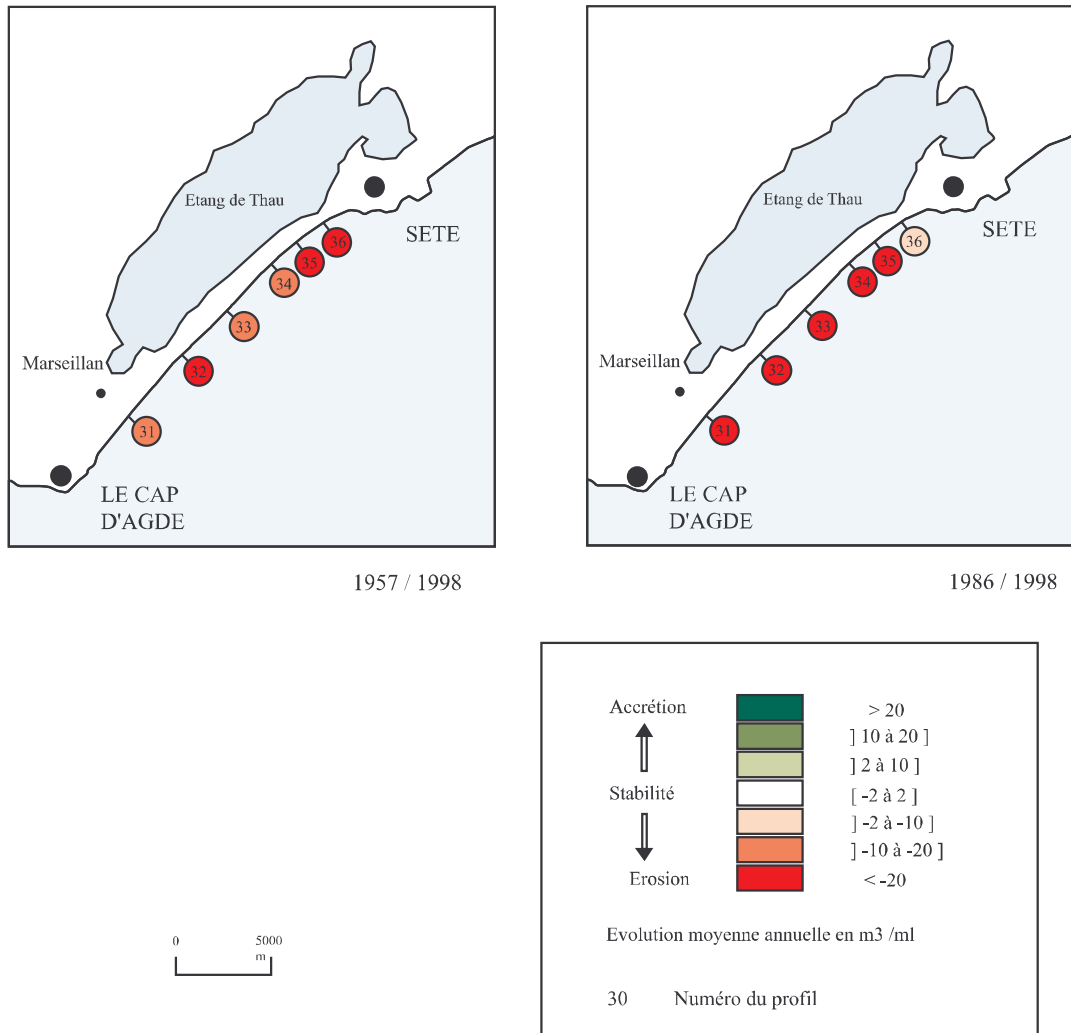 Etang de Thau
SETE
36
35
34
33
32
31
Marseillan
LE CAP
D'AGDE
1957 / 1998
Etang de Thau
SETE
36
35
34
33
32
31
Marseillan
LE CAP
D'AGDE
1986 / 1998
Accrétion
> 20
] 10 à 20 ]
] 2 à 10 ]
Stabilité
[ -2 à 2 ]
] -2 à -10 ]
] -10 à -20 ]
Erosion
< -20
Evolution moyenne annuelle en m3 /ml
30 Numéro du profil
0 5000
m